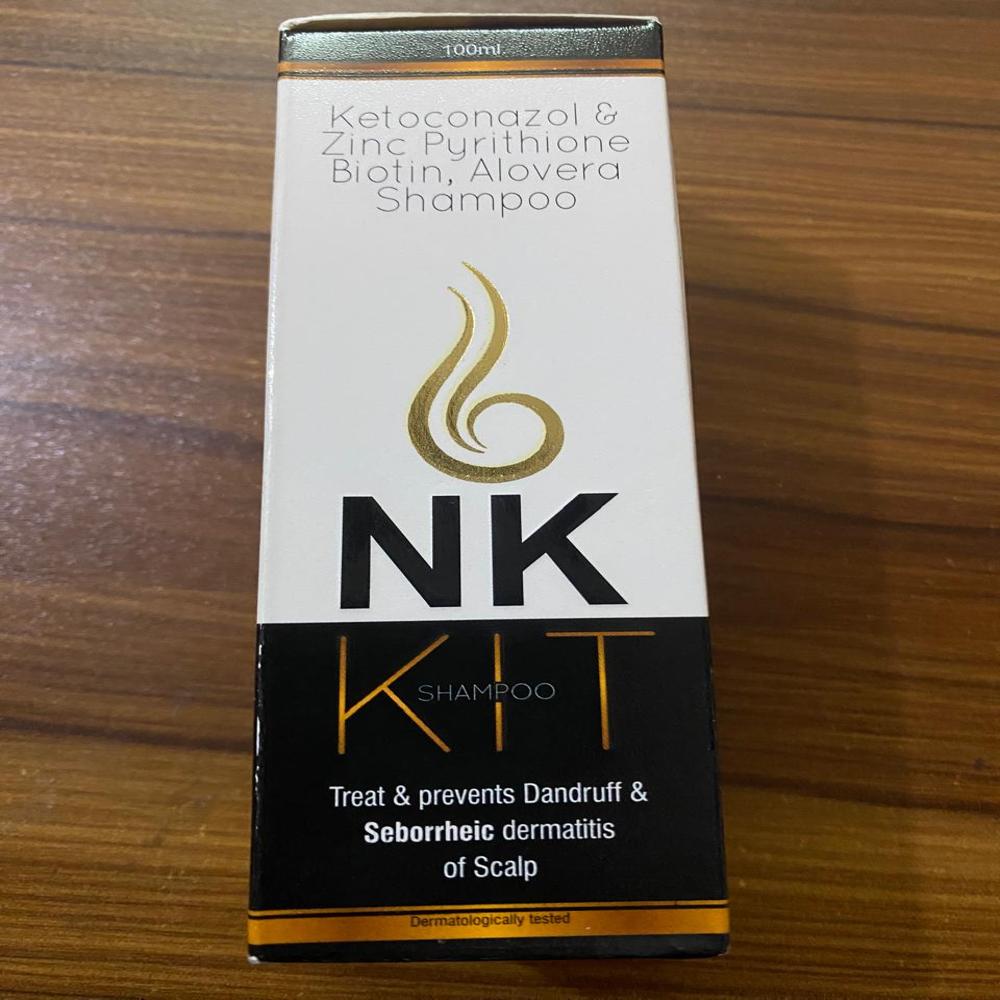 100ml
Ketoconazol &
Zinc Pyrithione
Biotin, Alovera
Shampoo
NK
KIT
SHAMPOO
Treat & prevents Dandruff &
Seborrheic dermatitis
of Scalp
Dermatologically tested